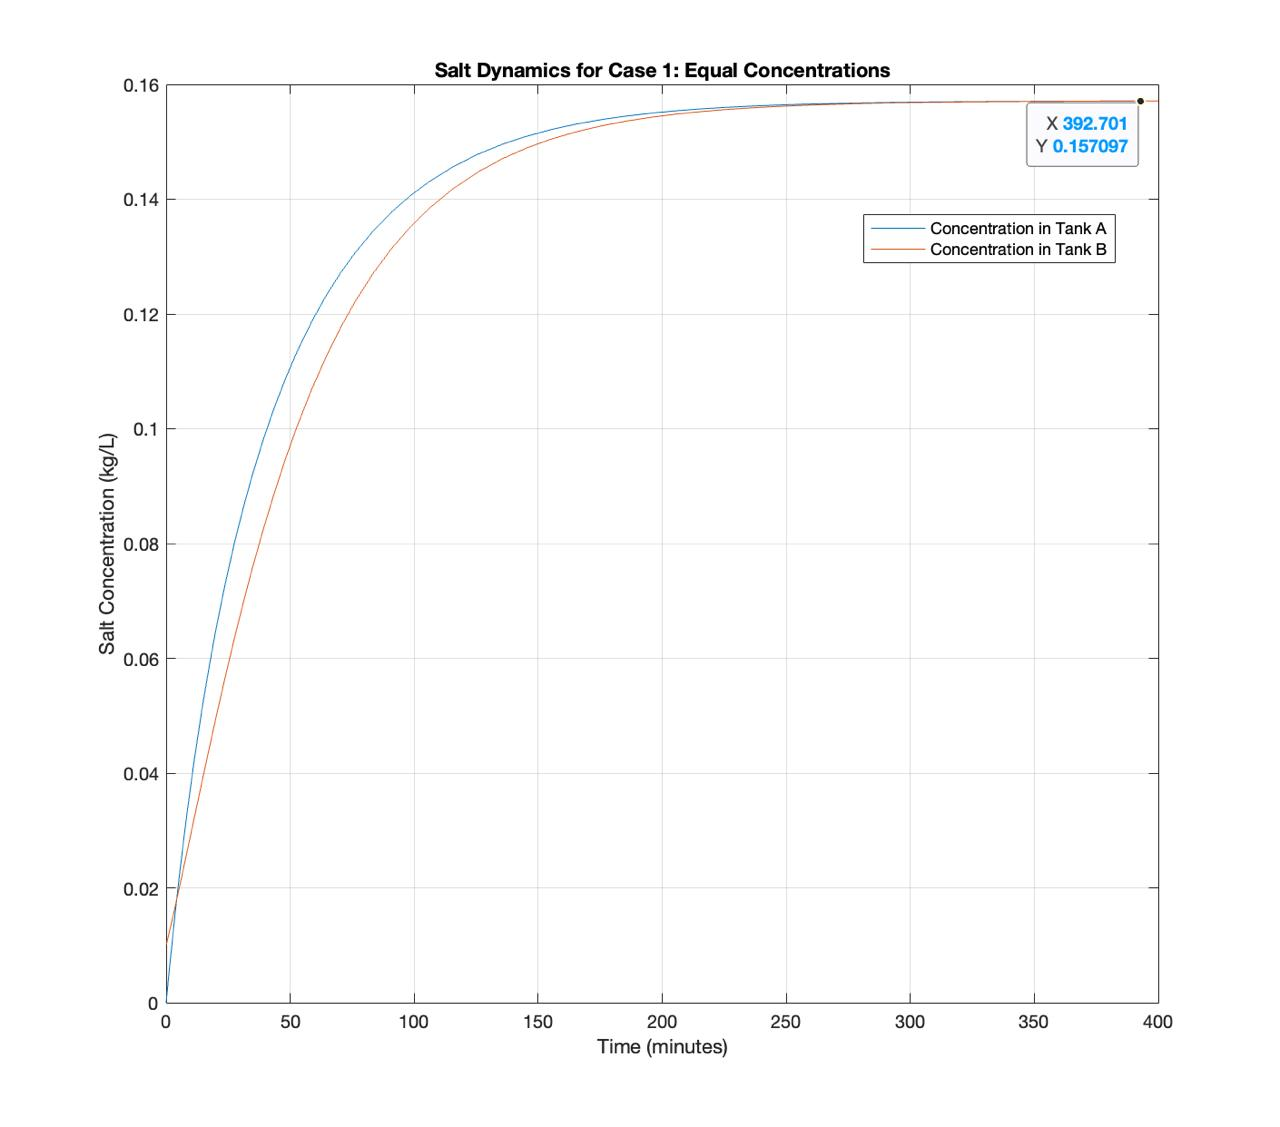 Salt Dynamics for Case 1: Equal Concentrations
0.16
X 392.701
Y 0.157097
0.14
Concentration in Tank A
Concentration in Tank B
0.12
0.1
Salt Concentration (kg/L)
0.08
0.06
0.04
0.02
0
0 50 100 150 200 250 300 350 400
Time (minutes)